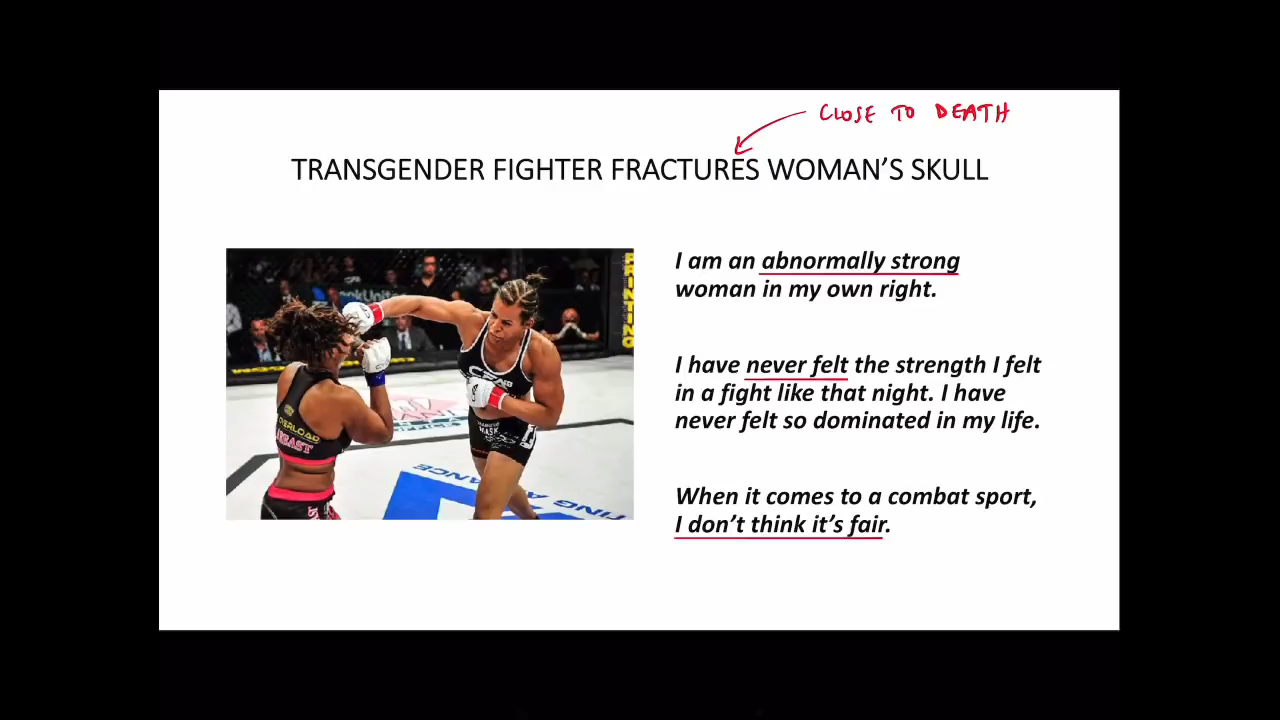 CLOSE TO DEATH
TRANSGENDER FIGHTER FRACTURES WOMAN'S SKULL
I am an abnormally strong
woman in my own right.
I have never felt the strength I felt
in a fight like that night. I have
never felt so dominated in my life.
When it comes to a combat sport,
I don't think it's fair.
PRINTING
OVERLOAD